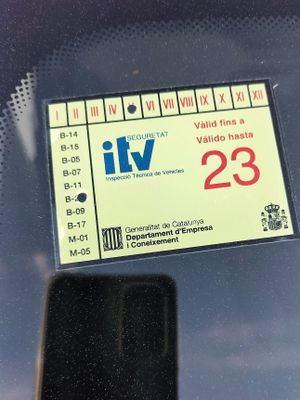 I II III IV VI VII VIII IX X XI XII
B-14
B-15
B-05
B-07
B-11
B-2
B-09
B-17
M-01
M-05
SEGURETAT
itv
Inspecció Tècnica de Vehicles
Vàlid fins a
Válido hasta
23
Generalitat de Catalunya
Departament d'Empresa
i Coneixement